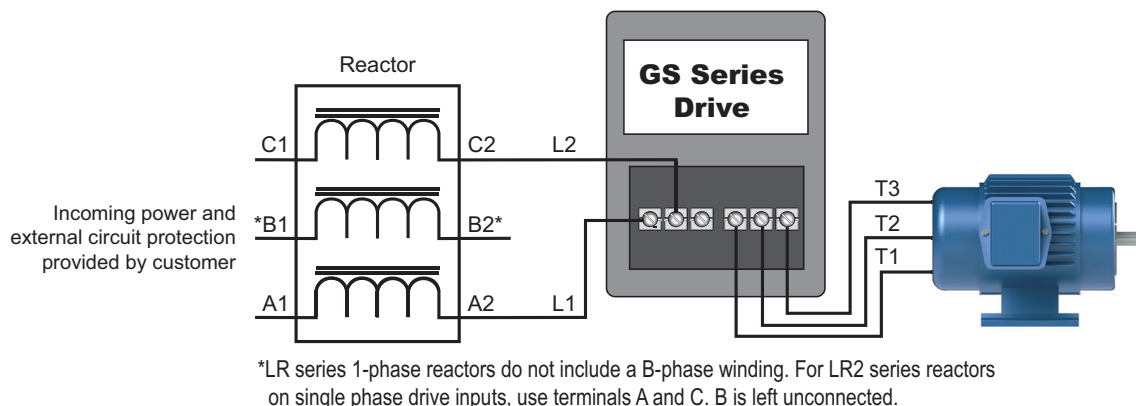 Reactor
GS Series
Drive
C1
C2
L2
T3
Incoming power and
external circuit protection
provided by customer
*B1
B2*
T2
T1
A1
A2
L1
*LR series 1-phase reactors do not include a B-phase winding. For LR2 series reactors
on single phase drive inputs, use terminals A and C. B is left unconnected.